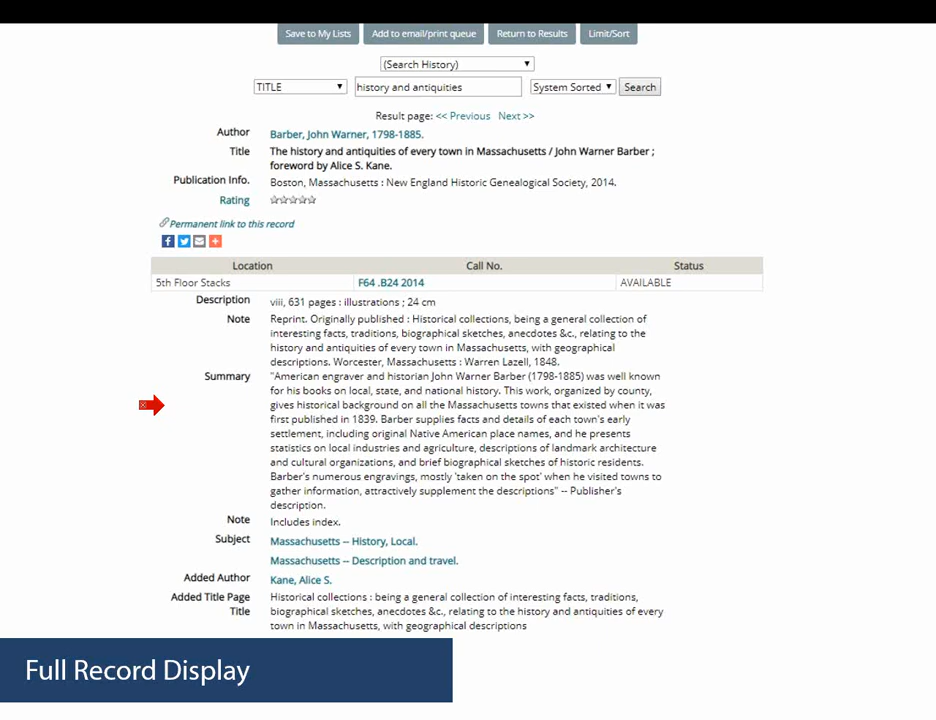 Save to My Lists Add to email/print queue Return to Results Limit/Sort
(Search History)
TITLE history and antiquities System Sorted Search
Result page: << Previous Next >>
Author Barber, John Warner, 1798-1885.
Title The history and antiquities of every town in Massachusetts / John Warner Barber ;
foreword by Alice S. Kane.
Publication Info. Boston, Massachusetts : New England Historic Genealogical Society, 2014.
Rating
Permanent link to this record
Location Call No. Status
5th Floor Stacks F64 .B24 2014 AVAILABLE
Description viii, 631 pages : illustrations ; 24 cm
Note Reprint. Originally published : Historical collections, being a general collection of
interesting facts, traditions, biographical sketches, anecdotes &c., relating to the
history and antiquities of every town in Massachusetts, with geographical
descriptions. Worcester, Massachusetts : Warren Lazell, 1848.
Summary "American engraver and historian John Warner Barber (1798-1885) was well known
for his books on local, state, and national history. This work, organized by county,
gives historical background on all the Massachusetts towns that existed when it was
first published in 1839. Barber supplies facts and details of each town's early
settlement, including original Native American place names, and he presents
statistics on local industries and agriculture, descriptions of landmark architecture
and cultural organizations, and brief biographical sketches of historic residents.
Barber's numerous engravings, mostly 'taken on the spot' when he visited towns to
gather information, attractively supplement the descriptions" -- Publisher's
description.
Note Includes index.
Subject Massachusetts -- History, Local.
Massachusetts -- Description and travel.
Added Author Kane, Alice S.
Added Title Page Historical collections : being a general collection of interesting facts, traditions,
Title biographical sketches, anecdotes &c., relating to the history and antiquities of every
town in Massachusetts, with geographical descriptions
Full Record Display